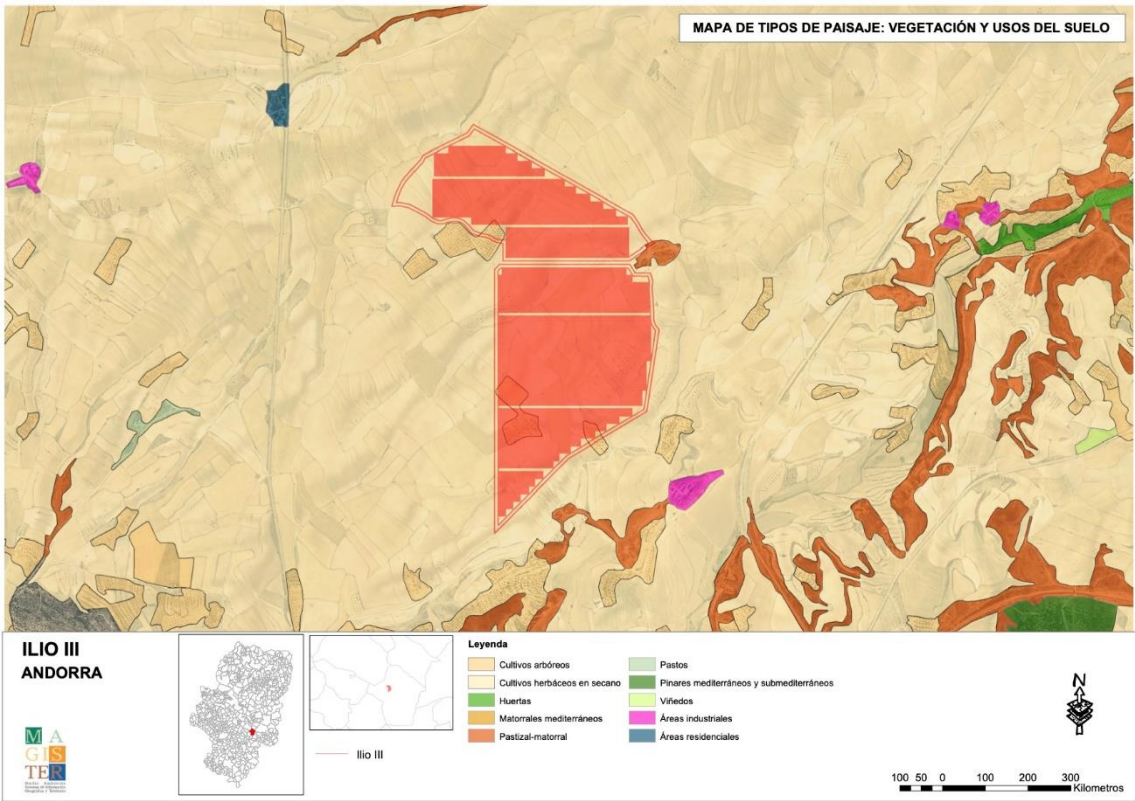 MAPA DE TIPOS DE PAISAJE: VEGETACIÓN Y USOS DEL SUELO
ILIO III
ANDORRA
MA
GIS
TER
Ilio III
Leyenda
Cultivos arbóreos
Cultivos herbáceos en secano
Huertas
Matorrales mediterráneos
Pastizal-matorral
Pastos
Pinares mediterráneos y submediterráneos
Viñedos
Áreas industriales
Áreas residenciales
N
100 50 0 100 200 300
Kilometros